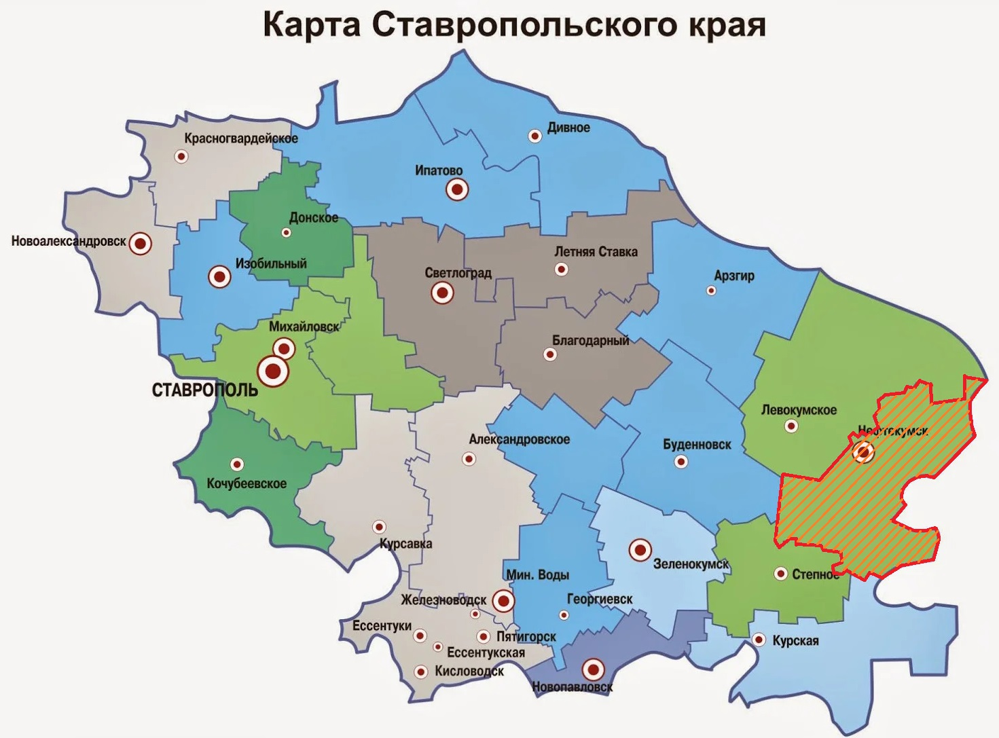 Карта Ставропольского края
Дивное
Красногвардейское
Ипатово
Донское
Новоалександровск
Летняя Ставка
Изобильный
Светлоград
Арзгир
Михайловск
Благодарный
СТАВРОПОЛЬ
Левокумское
Нефтекумск
Александровское
Буденновск
Кочубеевское
Курсавка
Зеленокумск
Мин. Воды
Степное
Железноводск
Георгиевск
Ессентуки
Пятигорск
Курская
Ессентукская
Кисловодск
Новопавловск